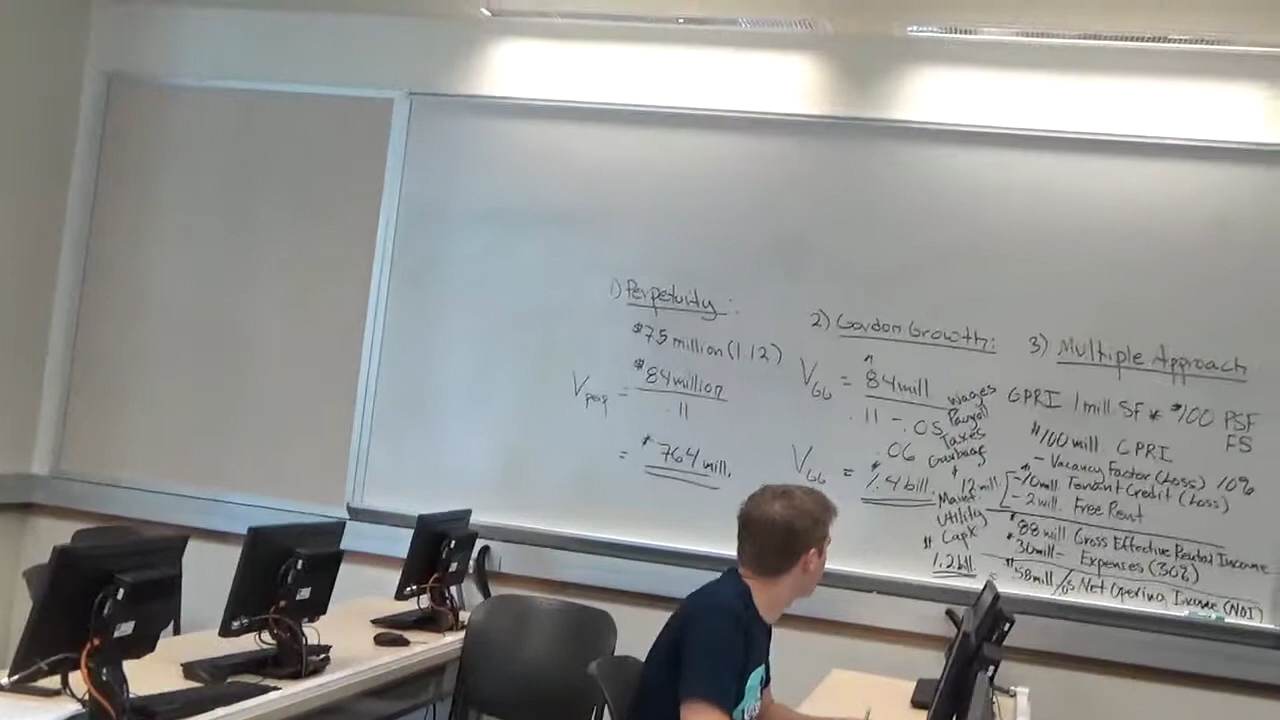 1) Perpetuity:
$75 million (1.12)
Vperp = $84 million
.11
= $764 mill.
2) Gordon Growth:
VGG = 84 mill
.11 - .05
.06
VGG = $1.4 bill.
Wages
Payroll
Taxes
Garbage
Maint.
Utility
CapX
3) Multiple Approach
GPRI 1 mill SF * $100 PSF
FS
$100 mill GPRI
- Vacancy Factor (Loss) 10%
$12 mill. [ -10 mill. Tenant Credit (Loss)
- 2 mill. Free Rent
$88 mill Gross Effective Rental Income
$30 mill - Expenses (30%)
$1.2 bill. $58 mill/.05 Net Operating Income (NOI)